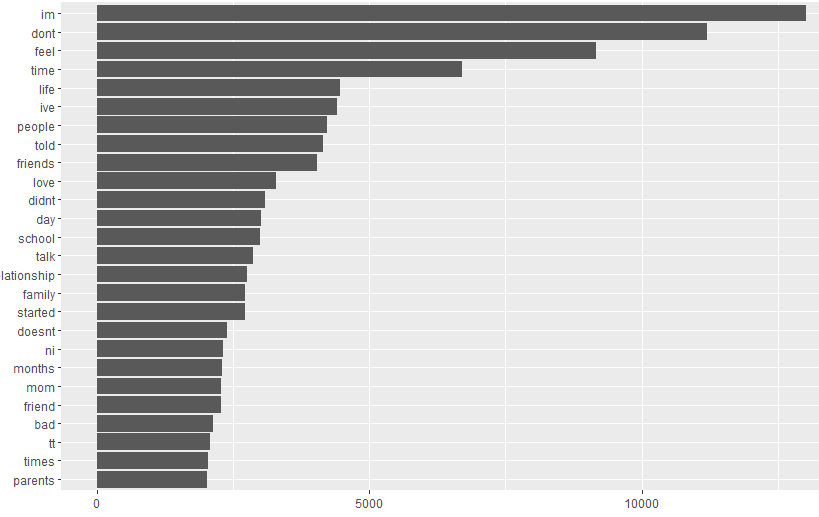 im
dont
feel
time
life
ive
people
told
friends
love
didnt
day
school
talk
lationship
family
started
doesnt
ni
months
mom
friend
bad
tt
times
parents
0 5000 10000